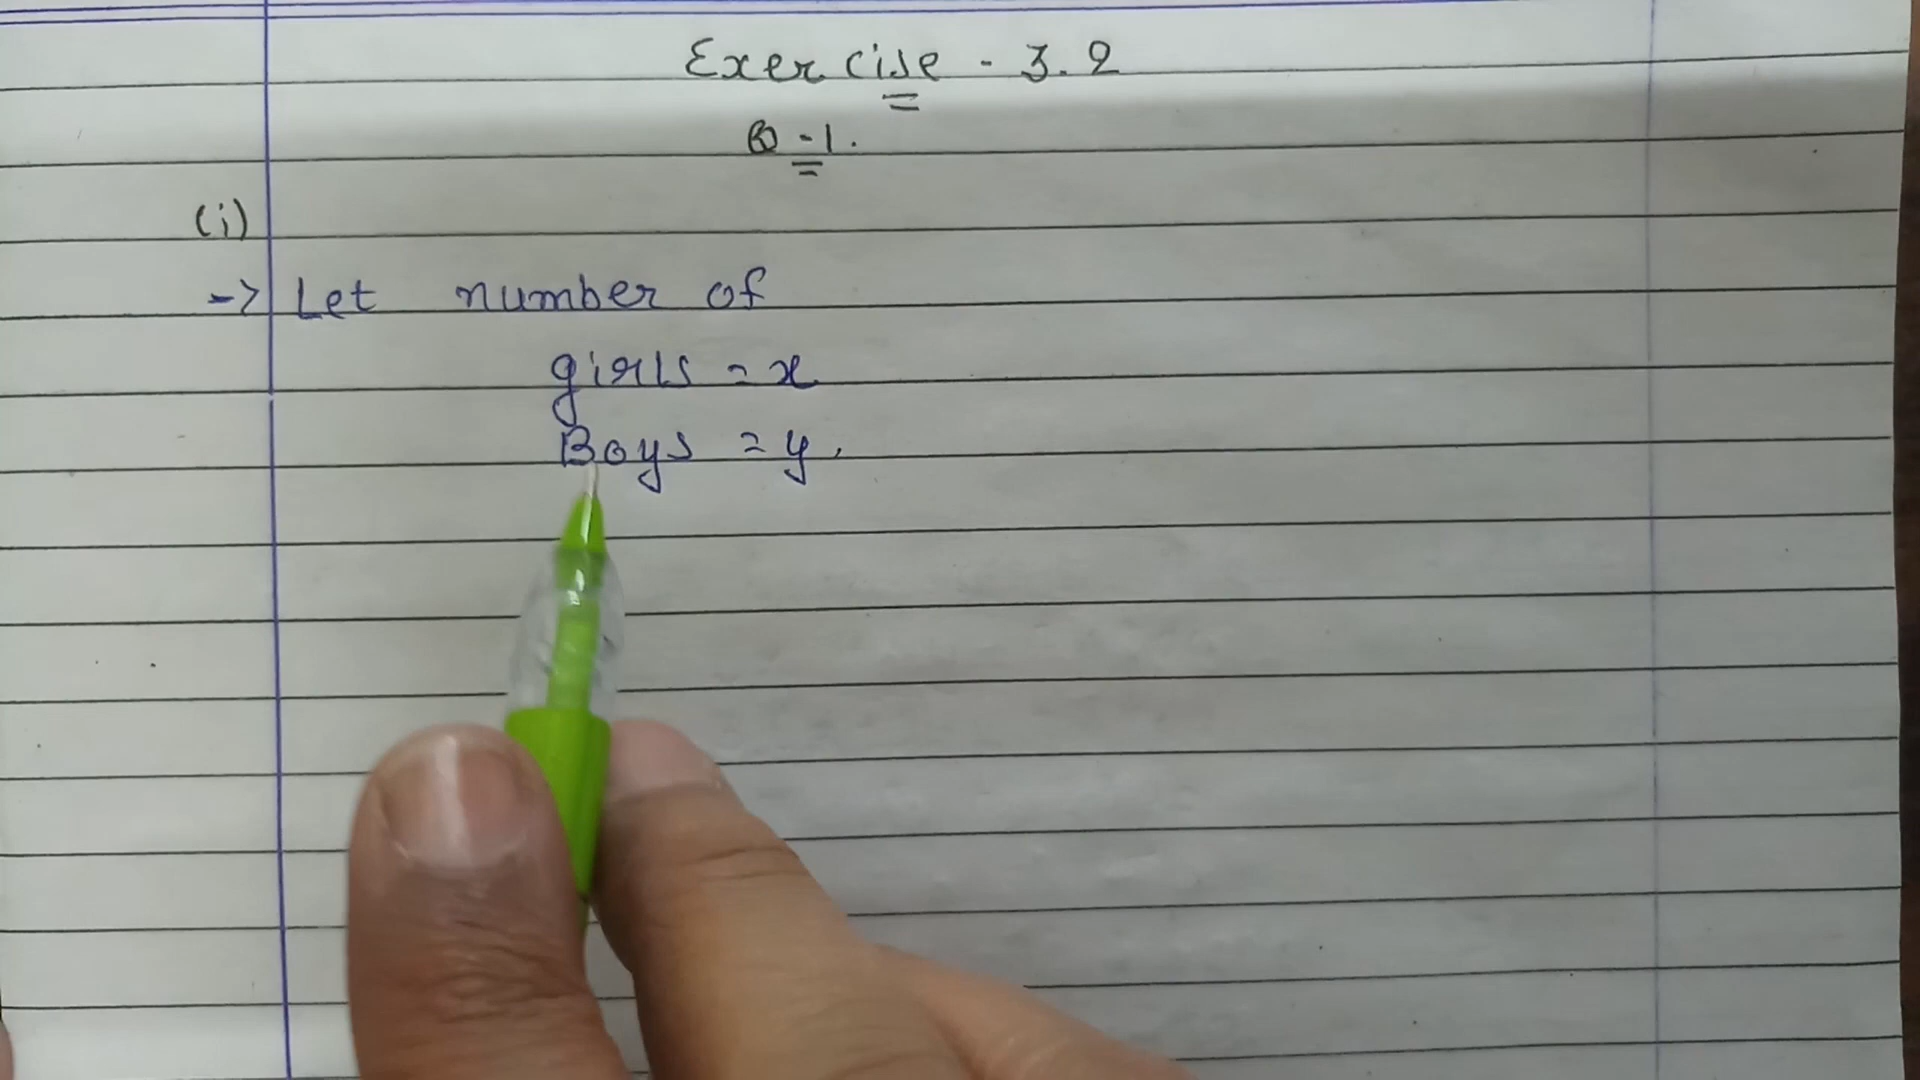 Exercise - 3.2
Q-1.
(i)
-> Let number of
girls = x
Boys = y.